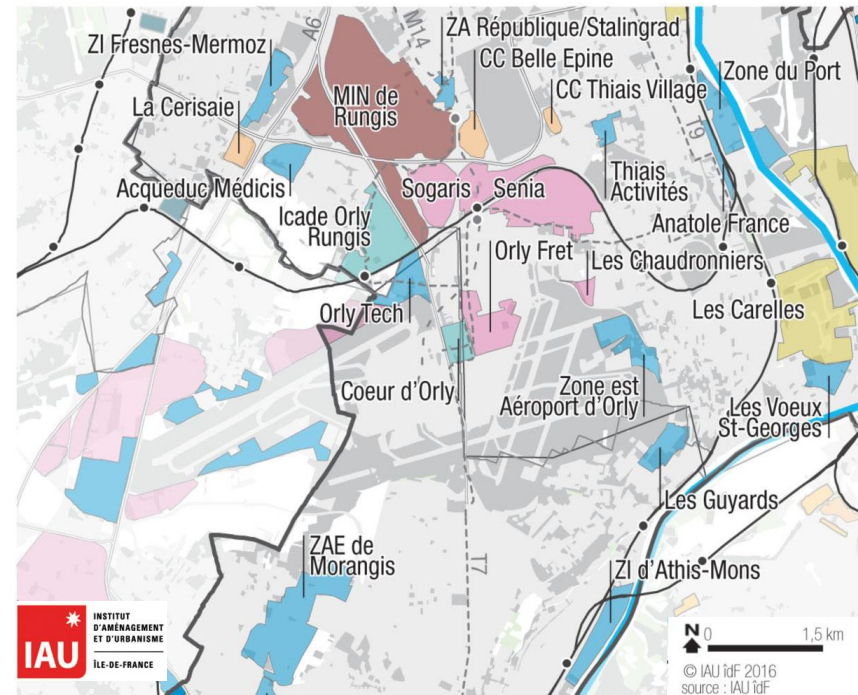 ZI Fresnes-Mermoz
A6
M14
ZA République/Stalingrad
CC Belle Epine
CC Thiais Village
Zone du Port
La Cerisaie
MIN de
Rungis
T9
Acqueduc Médicis
Icade Orly
Rungis
Sogaris
Senia
Thiais
Activités
Anatole France
Orly Fret
Les Chaudronniers
Orly Tech
Les Carelles
Coeur d'Orly
Zone est
Aéroport d'Orly
Les Voeux
St-Georges
Les Guyards
ZAE de
Morangis
T7
ZI d'Athis-Mons
IAU
INSTITUT
D'AMÉNAGEMENT
ET D'URBANISME
ÎLE-DE-FRANCE
N 0 1,5 km
© IAU îdF 2016
source : IAU îdF